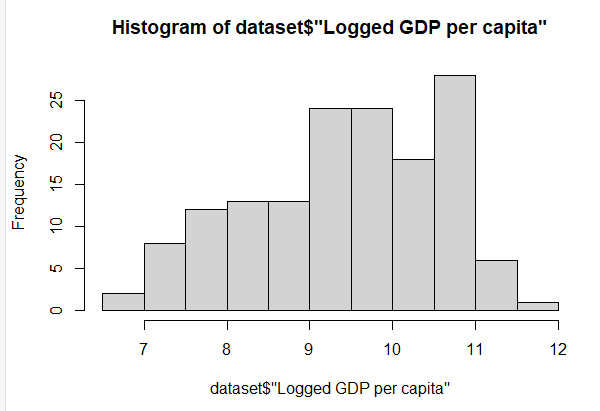 Histogram of dataset$"Logged GDP per capita"
Frequency
25
20
15
10
5
0
7 8 9 10 11 12
dataset$"Logged GDP per capita"